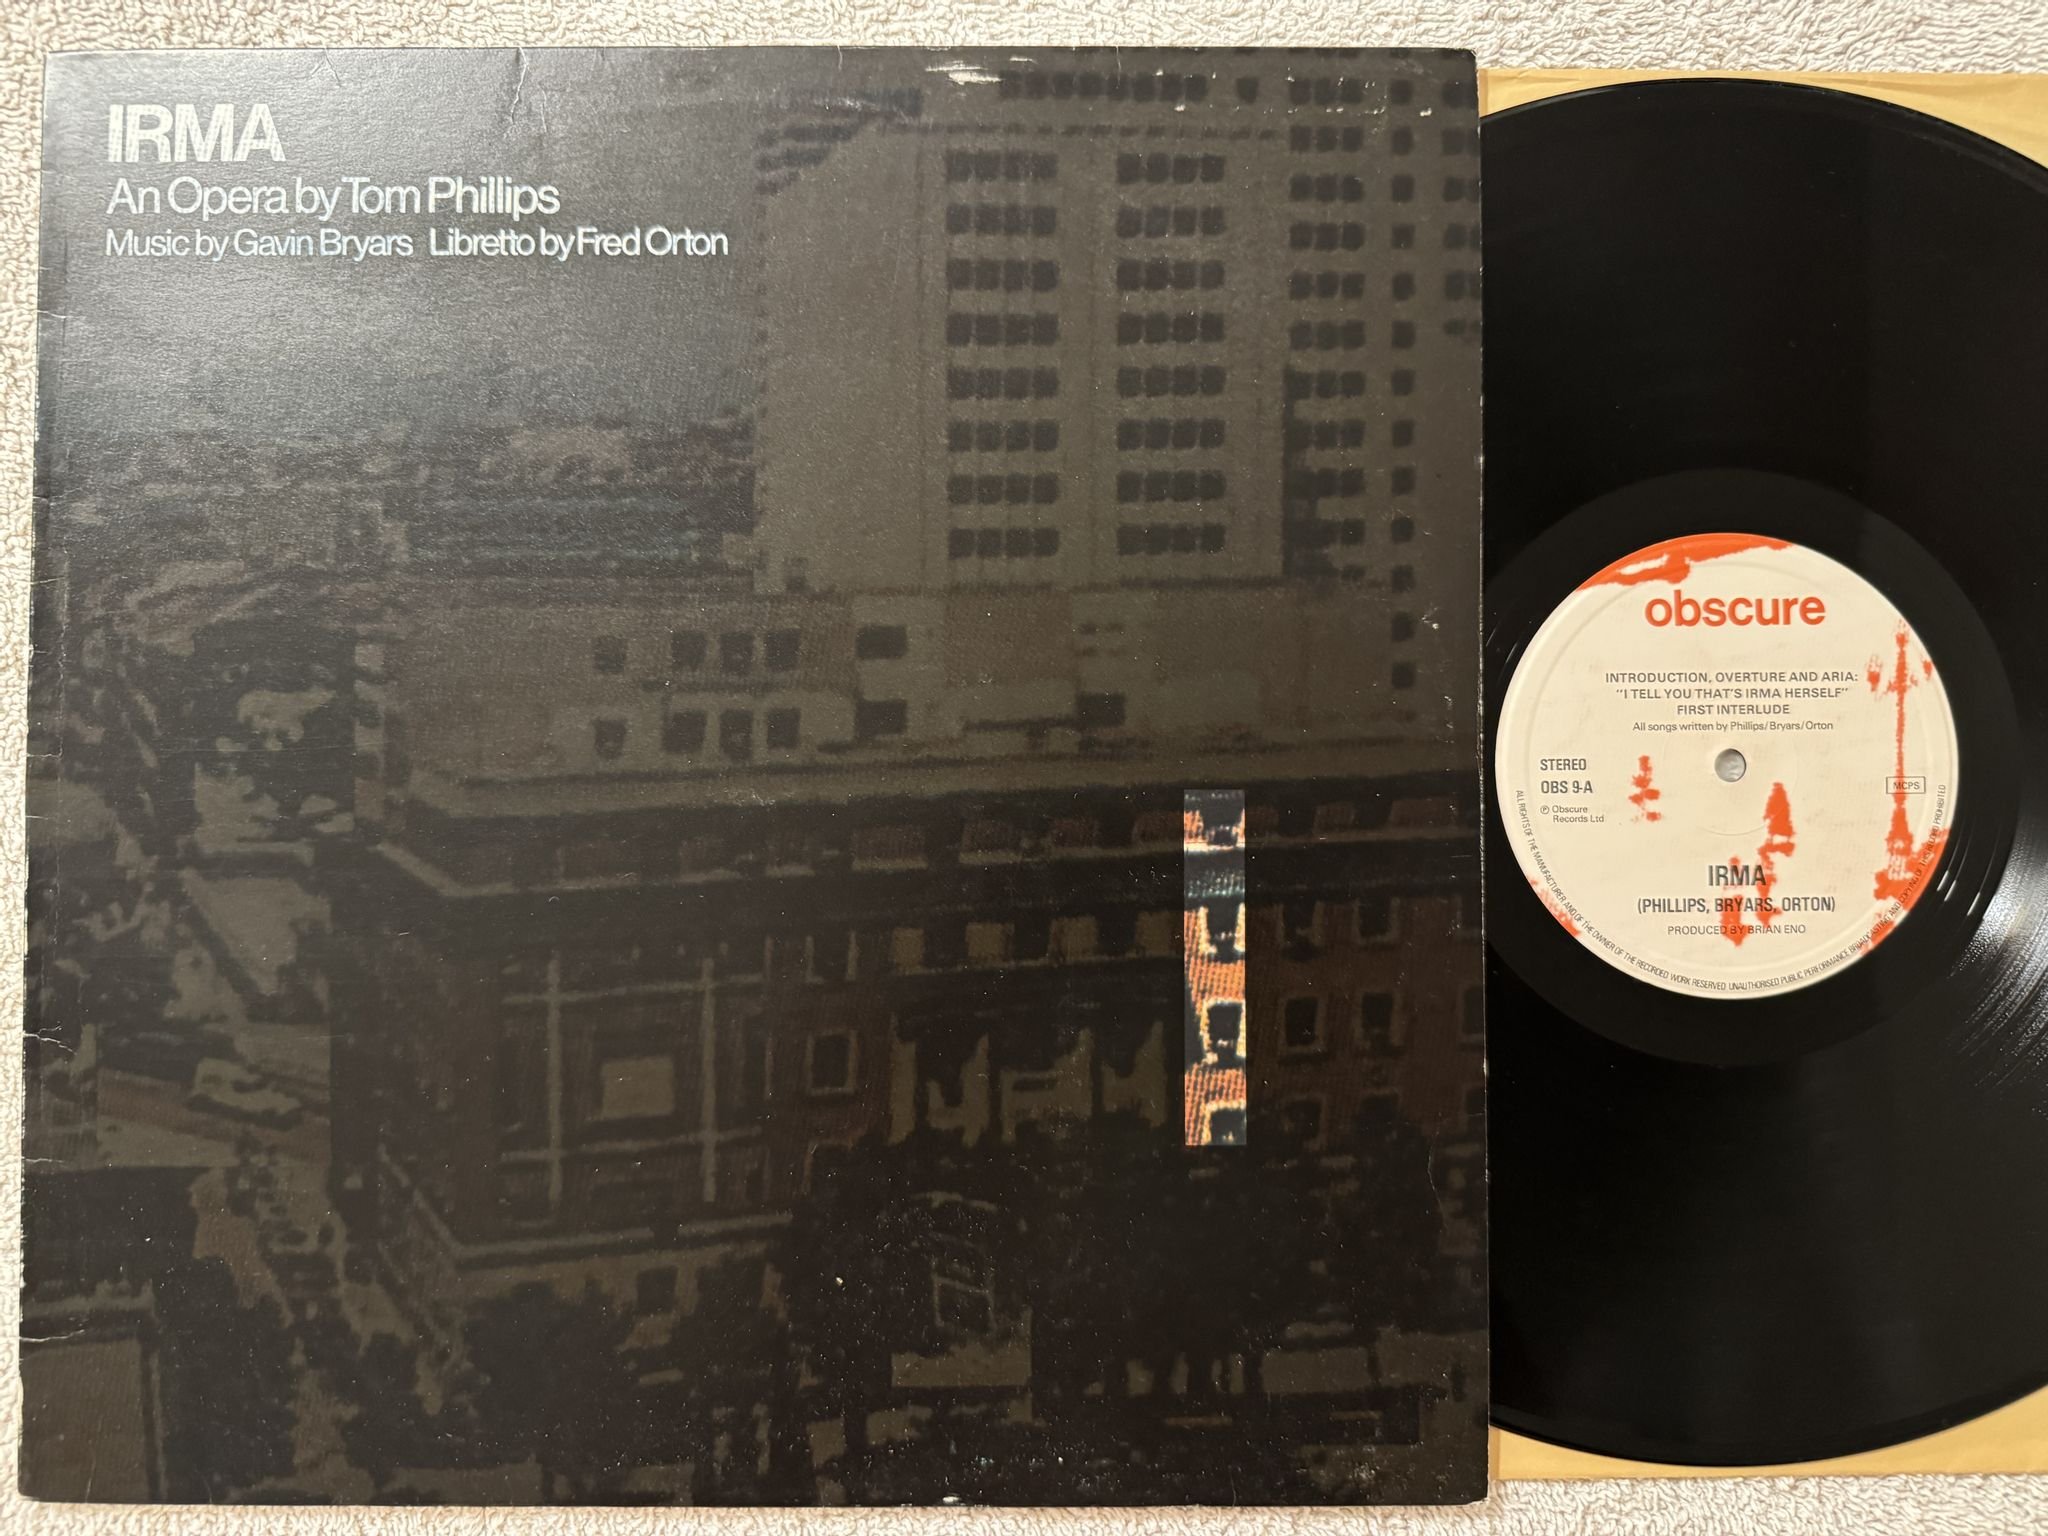 IRMA
An Opera by Tom Phillips
Music by Gavin Bryars Libretto by Fred Orton
obscure
INTRODUCTION, OVERTURE AND ARIA:
"I TELL YOU THAT'S IRMA HERSELF"
FIRST INTERLUDE
All songs written by Phillips/Bryars/Orton
STEREO
OBS 9-A
℗ Obscure
Records Ltd
MCPS
IRMA
(PHILLIPS, BRYARS, ORTON)
PRODUCED BY BRIAN ENO
ALL RIGHTS OF THE MANUFACTURER AND OF THE OWNER OF THE RECORDED WORK RESERVED UNAUTHORISED PUBLIC PERFORMANCE BROADCASTING AND COPYING OF THIS RECORD PROHIBITED